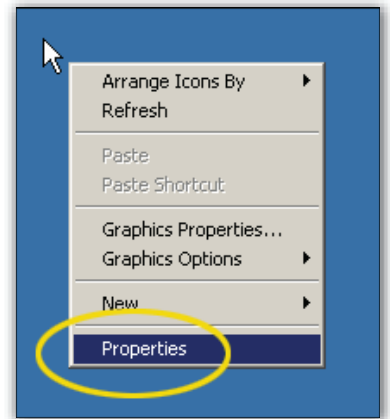 Arrange Icons By
Refresh
Paste
Paste Shortcut
Graphics Properties...
Graphics Options
New
Properties